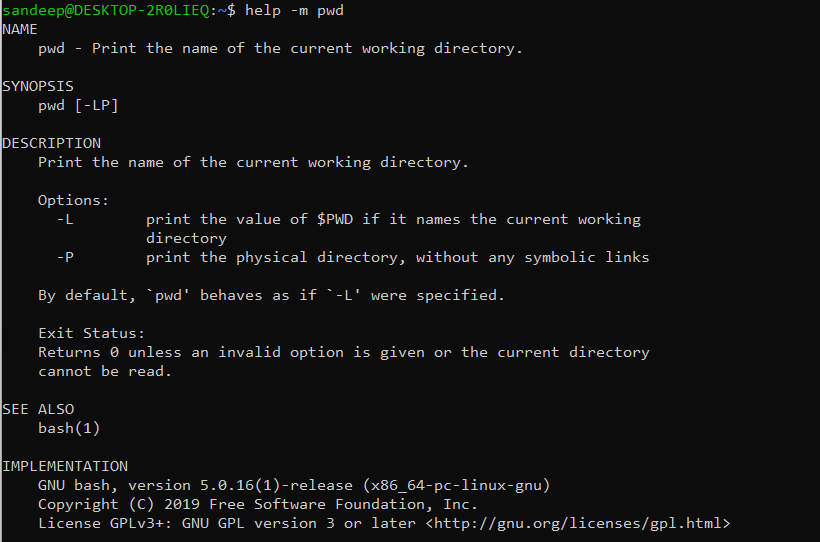 sandeep@DESKTOP-2R0LIEQ:~$ help -m pwd
NAME
    pwd - Print the name of the current working directory.

SYNOPSIS
    pwd [-LP]

DESCRIPTION
    Print the name of the current working directory.

    Options:
      -L        print the value of $PWD if it names the current working
                directory
      -P        print the physical directory, without any symbolic links

    By default, `pwd' behaves as if `-L' were specified.

    Exit Status:
    Returns 0 unless an invalid option is given or the current directory
    cannot be read.

SEE ALSO
    bash(1)

IMPLEMENTATION
    GNU bash, version 5.0.16(1)-release (x86_64-pc-linux-gnu)
    Copyright (C) 2019 Free Software Foundation, Inc.
    License GPLv3+: GNU GPL version 3 or later <http://gnu.org/licenses/gpl.html>